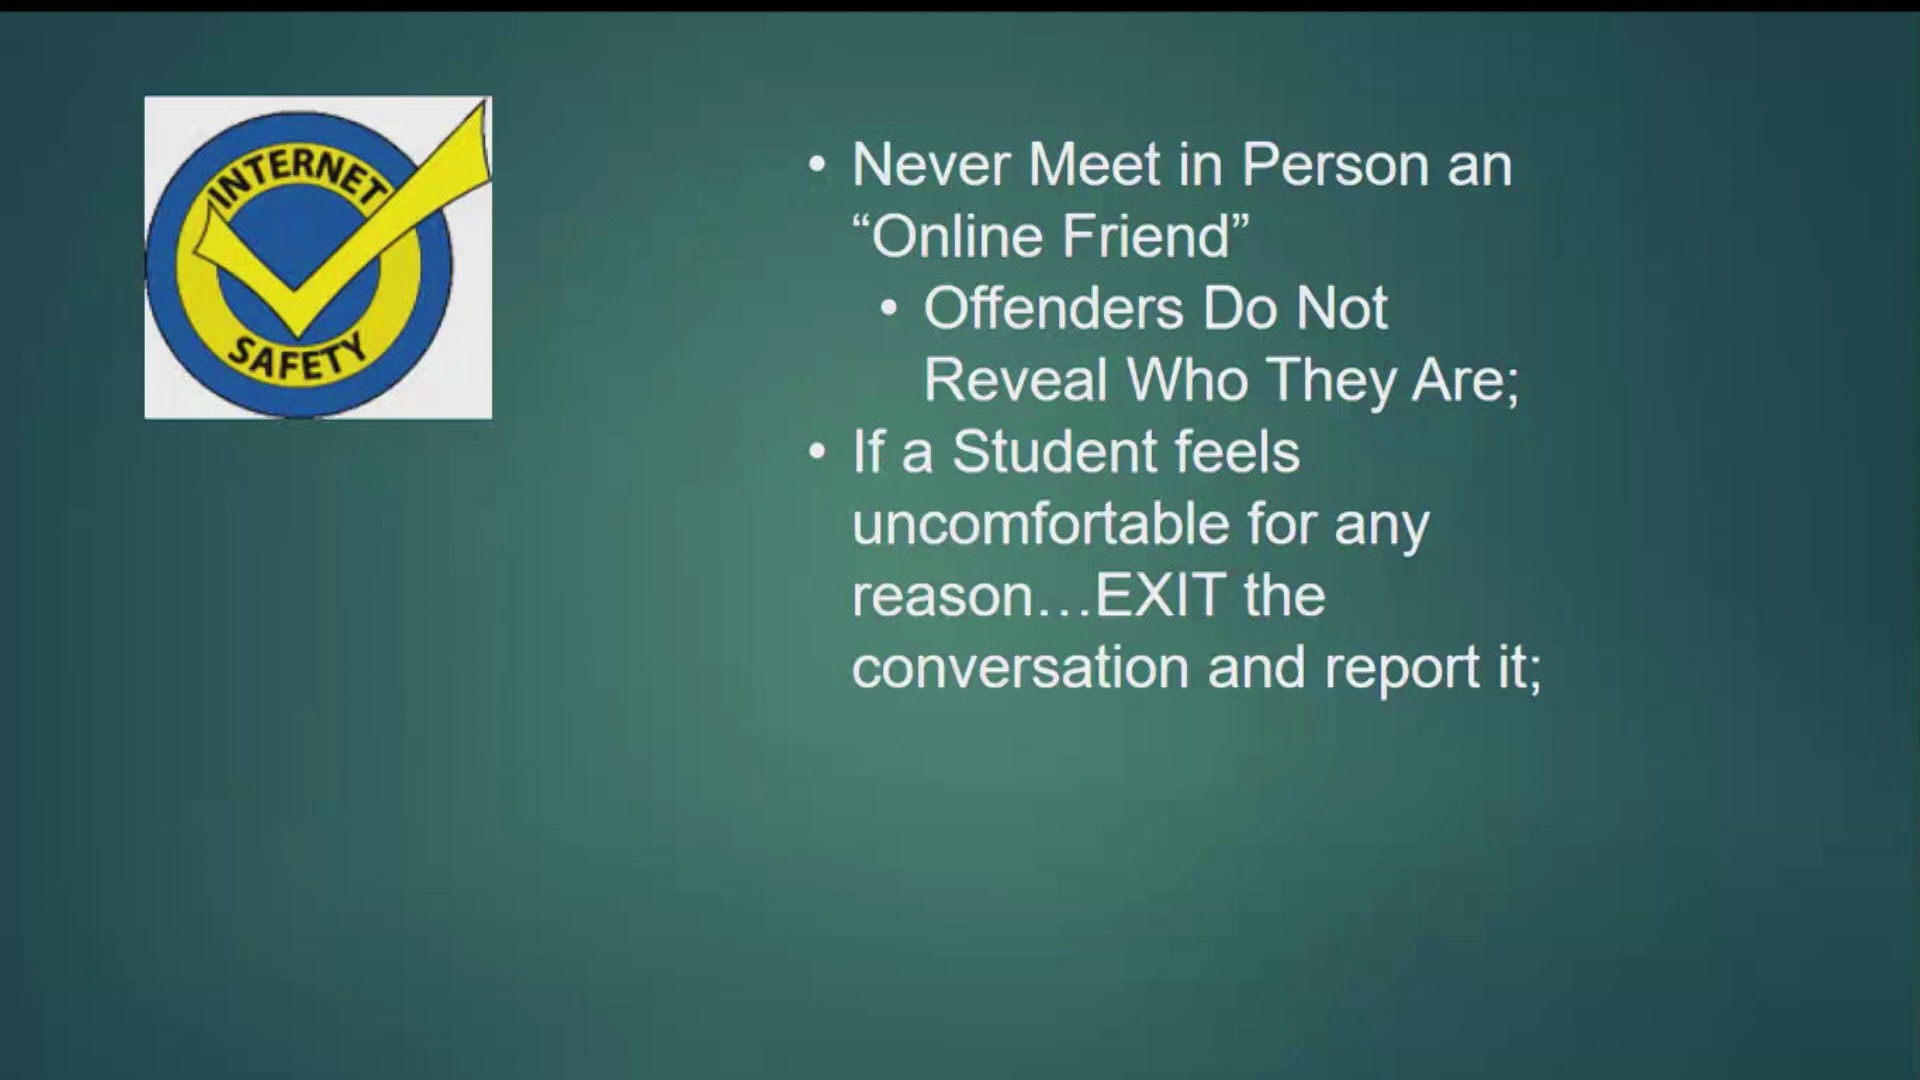 INTERNET
SAFETY
• Never Meet in Person an
“Online Friend”
• Offenders Do Not
Reveal Who They Are;
• If a Student feels
uncomfortable for any
reason…EXIT the
conversation and report it;